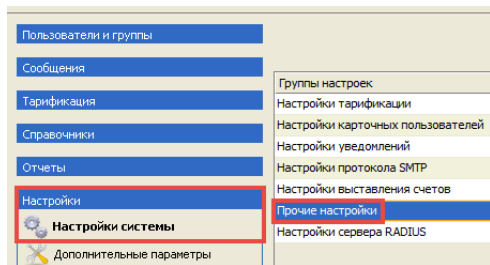 Пользователи и группы
Сообщения
Тарификация
Справочники
Отчеты
Настройки
Настройки системы
Дополнительные параметры
Группы настроек
Настройки тарификации
Настройки карточных пользователей
Настройки уведомлений
Настройки протокола SMTP
Настройки выставления счетов
Прочие настройки
Настройки сервера RADIUS